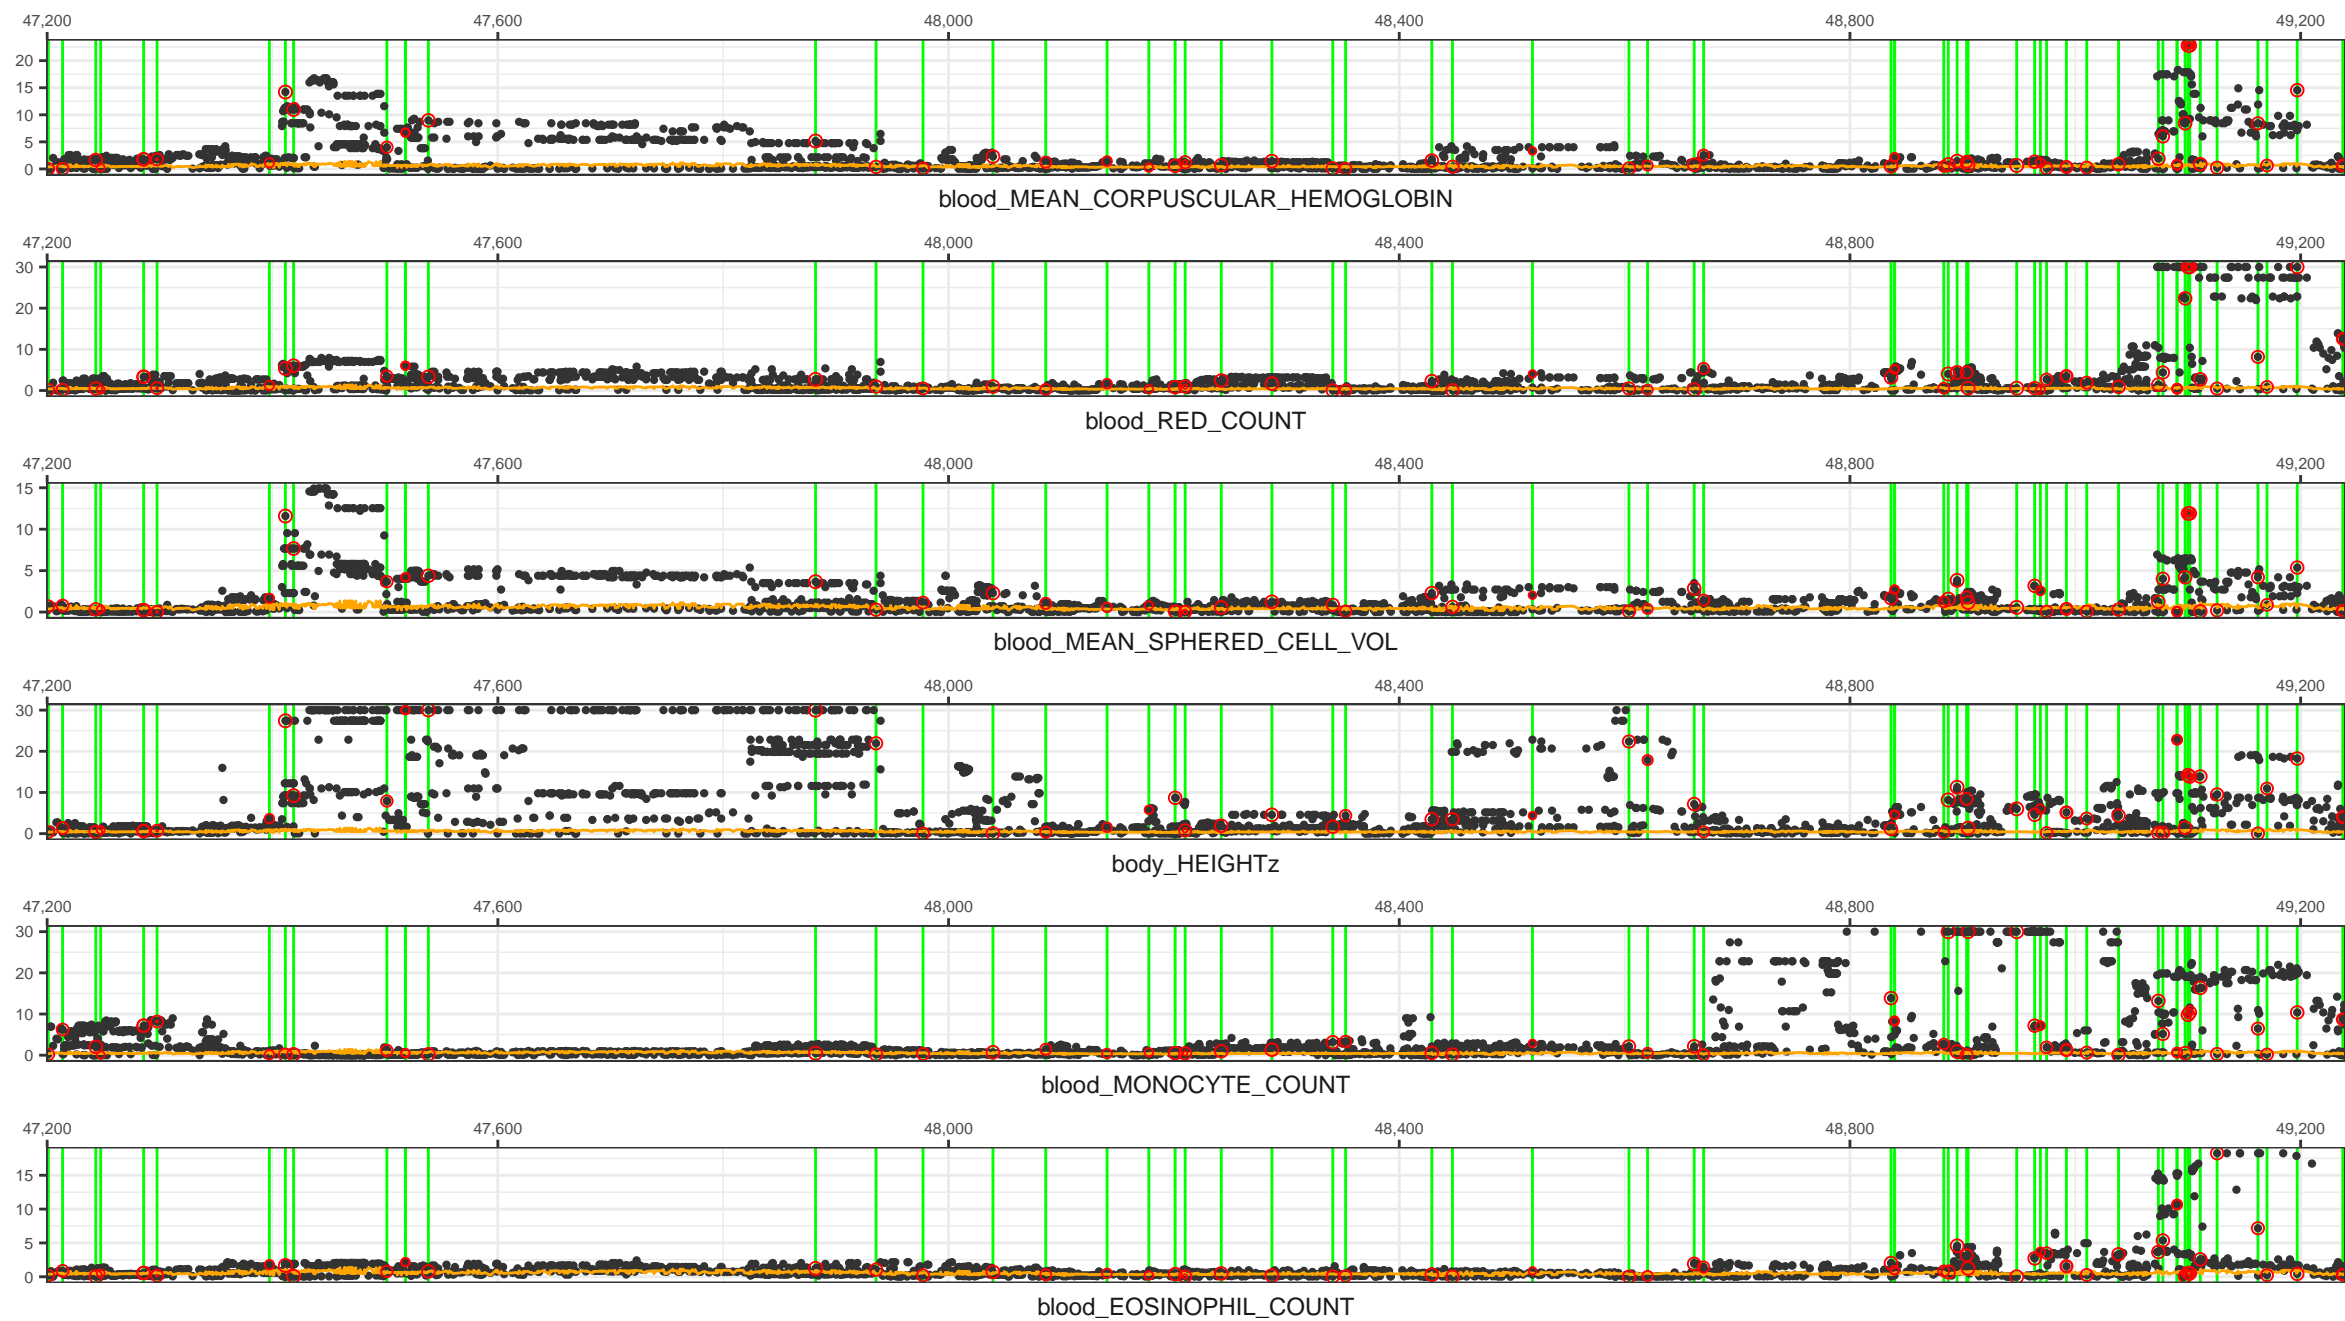 47,200 47,600 48,000 48,400 48,800 49,200
20
15
10
5
0
blood_MEAN_CORPUSCULAR_HEMOGLOBIN
47,200 47,600 48,000 48,400 48,800 49,200
30
20
10
0
blood_RED_COUNT
47,200 47,600 48,000 48,400 48,800 49,200
15
10
5
0
blood_MEAN_SPHERED_CELL_VOL
47,200 47,600 48,000 48,400 48,800 49,200
30
20
10
0
body_HEIGHTz
47,200 47,600 48,000 48,400 48,800 49,200
30
20
10
0
blood_MONOCYTE_COUNT
47,200 47,600 48,000 48,400 48,800 49,200
15
10
5
0
blood_EOSINOPHIL_COUNT